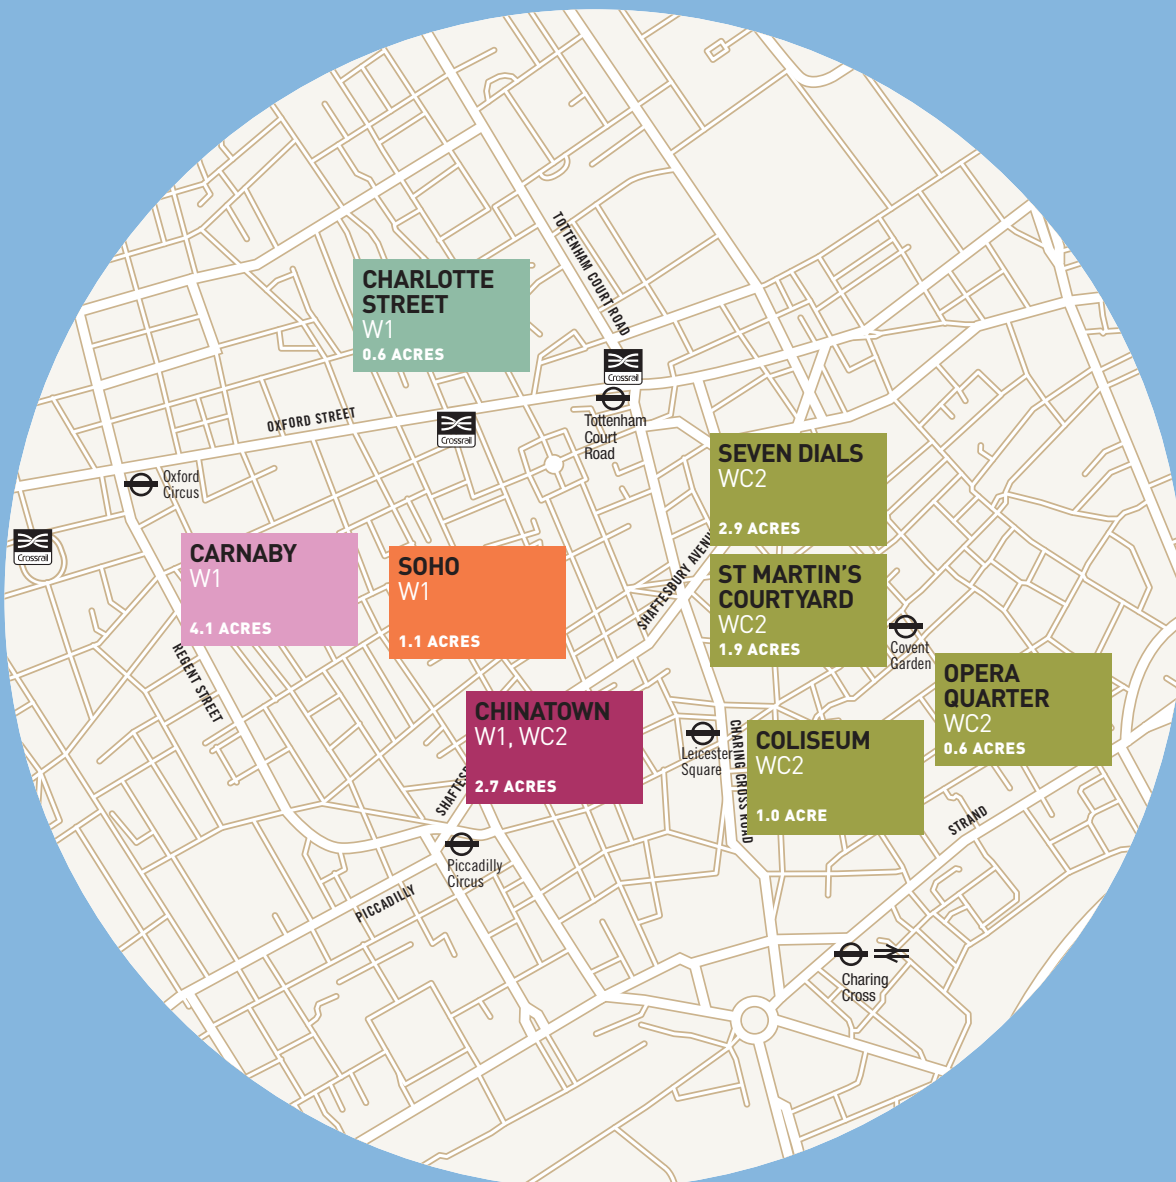 TOTTENHAM COURT ROAD
CHARLOTTE
STREET
W1
0.6 ACRES
Crossrail
OXFORD STREET
Crossrail
Tottenham
Court
Road
Oxford
Circus
SEVEN DIALS
WC2
2.9 ACRES
Crossrail
CARNABY
W1
4.1 ACRES
SOHO
W1
1.1 ACRES
SHAFTESBURY AVENU
ST MARTIN'S
COURTYARD
WC2
1.9 ACRES
Covent
Garden
REGENT STREET
OPERA
QUARTER
WC2
0.6 ACRES
CHINATOWN
W1, WC2
2.7 ACRES
Leicester
Square
CHARING CROSS ROAD
COLISEUM
WC2
1.0 ACRE
SHAFTESB
STRAND
Piccadilly
Circus
PICCADILLY
Charing
Cross